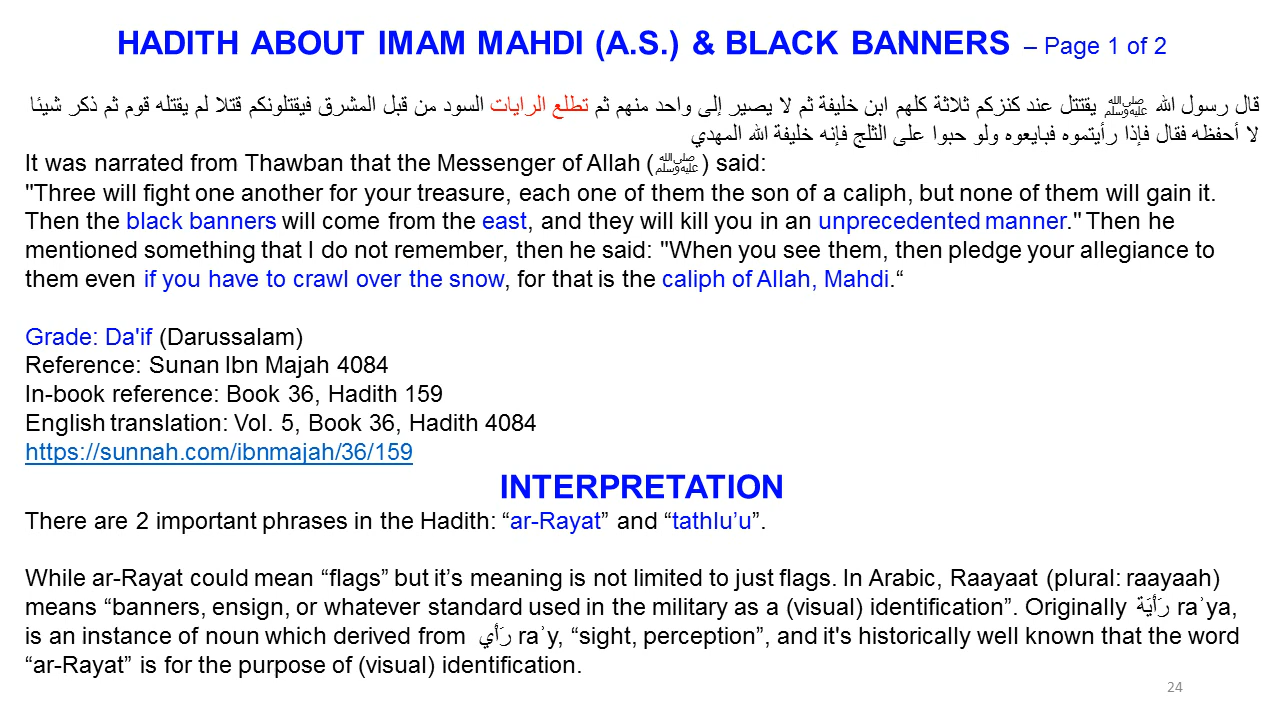 HADITH ABOUT IMAM MAHDI (A.S.) & BLACK BANNERS – Page 1 of 2
قال رسول الله ﷺ يقتتل عند كنزكم ثلاثة كلهم ابن خليفة ثم لا يصير إلى واحد منهم ثم تطلع الرايات السود من قبل المشرق فيقتلونكم قتلا لم يقتله قوم ثم ذكر شيئا
لا أحفظه فقال فإذا رأيتموه فبايعوه ولو حبوا على الثلج فإنه خليفة الله المهدي
It was narrated from Thawban that the Messenger of Allah (ﷺ) said:
"Three will fight one another for your treasure, each one of them the son of a caliph, but none of them will gain it.
Then the black banners will come from the east, and they will kill you in an unprecedented manner." Then he
mentioned something that I do not remember, then he said: "When you see them, then pledge your allegiance to
them even if you have to crawl over the snow, for that is the caliph of Allah, Mahdi.“
Grade: Da'if (Darussalam)
Reference: Sunan Ibn Majah 4084
In-book reference: Book 36, Hadith 159
English translation: Vol. 5, Book 36, Hadith 4084
https://sunnah.com/ibnmajah/36/159
INTERPRETATION
There are 2 important phrases in the Hadith: “ar-Rayat” and “tathlu’u”.
While ar-Rayat could mean “flags” but it’s meaning is not limited to just flags. In Arabic, Raayaat (plural: raayaah)
means “banners, ensign, or whatever standard used in the military as a (visual) identification”. Originally رَأيَة raʾya,
is an instance of noun which derived from رَأي raʾy, “sight, perception”, and it's historically well known that the word
“ar-Rayat” is for the purpose of (visual) identification.
24